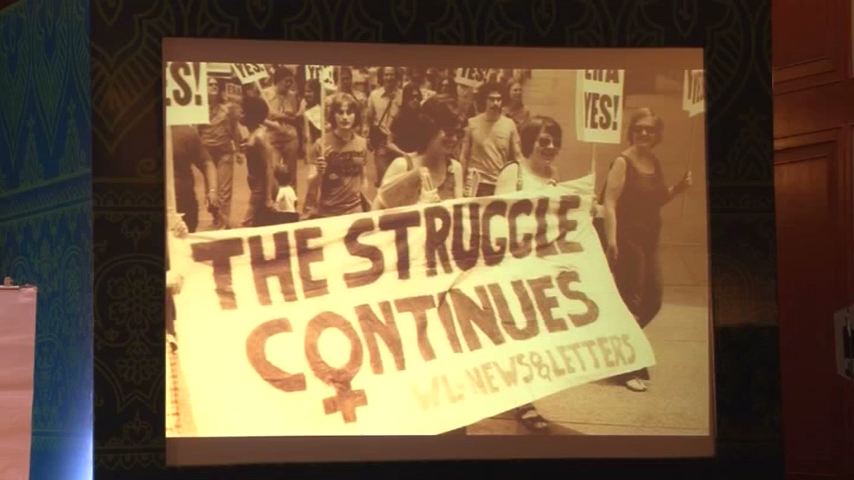 YES!
YES!
YES!
ERA
YES!
THE STRUGGLE
CONTINUES
WL: NEWS & LETTERS